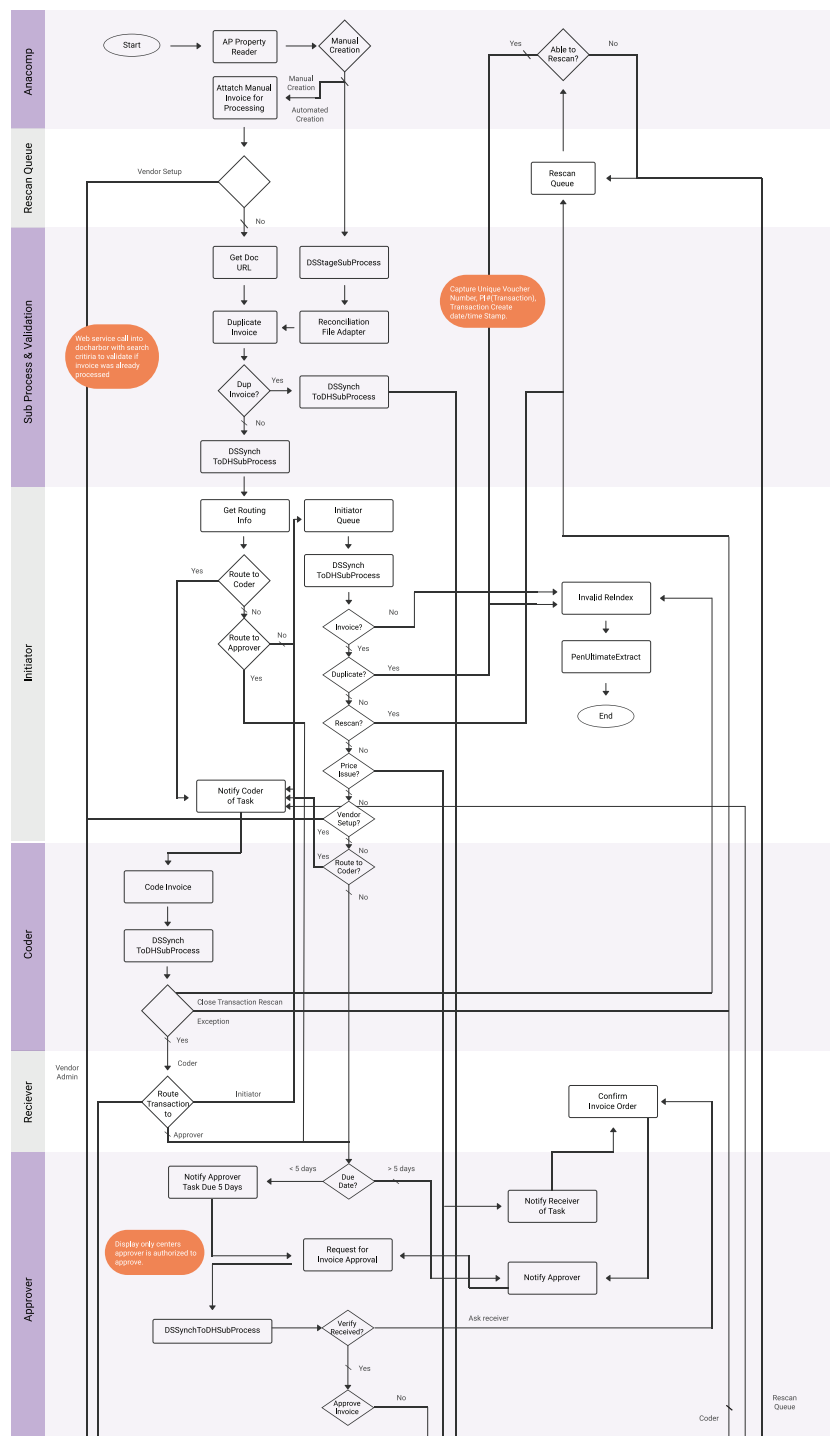 Anacomp
Start
AP Property
Reader
Manual
Creation
Yes
Able to
Rescan?
No
Attatch Manual
Invoice for
Processing
Manual
Creation
Automated
Creation
Rescan Queue
Vendor Setup
No
Rescan
Queue
Sub Process & Validation
Get Doc
URL
DSStageSubProcess
Capture Unique Voucher
Number, PI#(Transaction),
Transaction Create
date/time Stamp.
Duplicate
Invoice
Reconciliation
File Adapter
Web service call into
docharbor with search
critiria to validate if
invoice was already
processed
Dup
Invoice?
Yes
DSSynch
ToDHSubProcess
No
DSSynch
ToDHSubProcess
Initiator
Get Routing
Info
Initiator
Queue
Yes
Route to
Coder
DSSynch
ToDHSubProcess
No
No
Invalid ReIndex
Route to
Approver
No
Invoice?
Yes
Yes
PenUltimateExtract
Duplicate?
Yes
No
Rescan?
Yes
End
No
Price
Issue?
Notify Coder
of Task
No
Vendor
Setup?
Yes
No
Coder
Yes
Route to
Coder?
No
Code Invoice
DSSynch
ToDHSubProcess
Close Transaction Rescan
Exception
Yes
Reciever
Coder
Vendor
Admin
Route
Transaction
to
Initiator
Approver
Confirm
Invoice Order
Approver
Notify Approver
Task Due 5 Days
< 5 days
Due
Date?
> 5 days
Notify Receiver
of Task
Display only centers
approver is authorized to
approve.
Request for
Invoice Approval
Notify Approver
DSSynchToDHSubProcess
Verify
Received?
Ask receiver
Yes
Approve
Invoice
No
Coder
Rescan
Queue